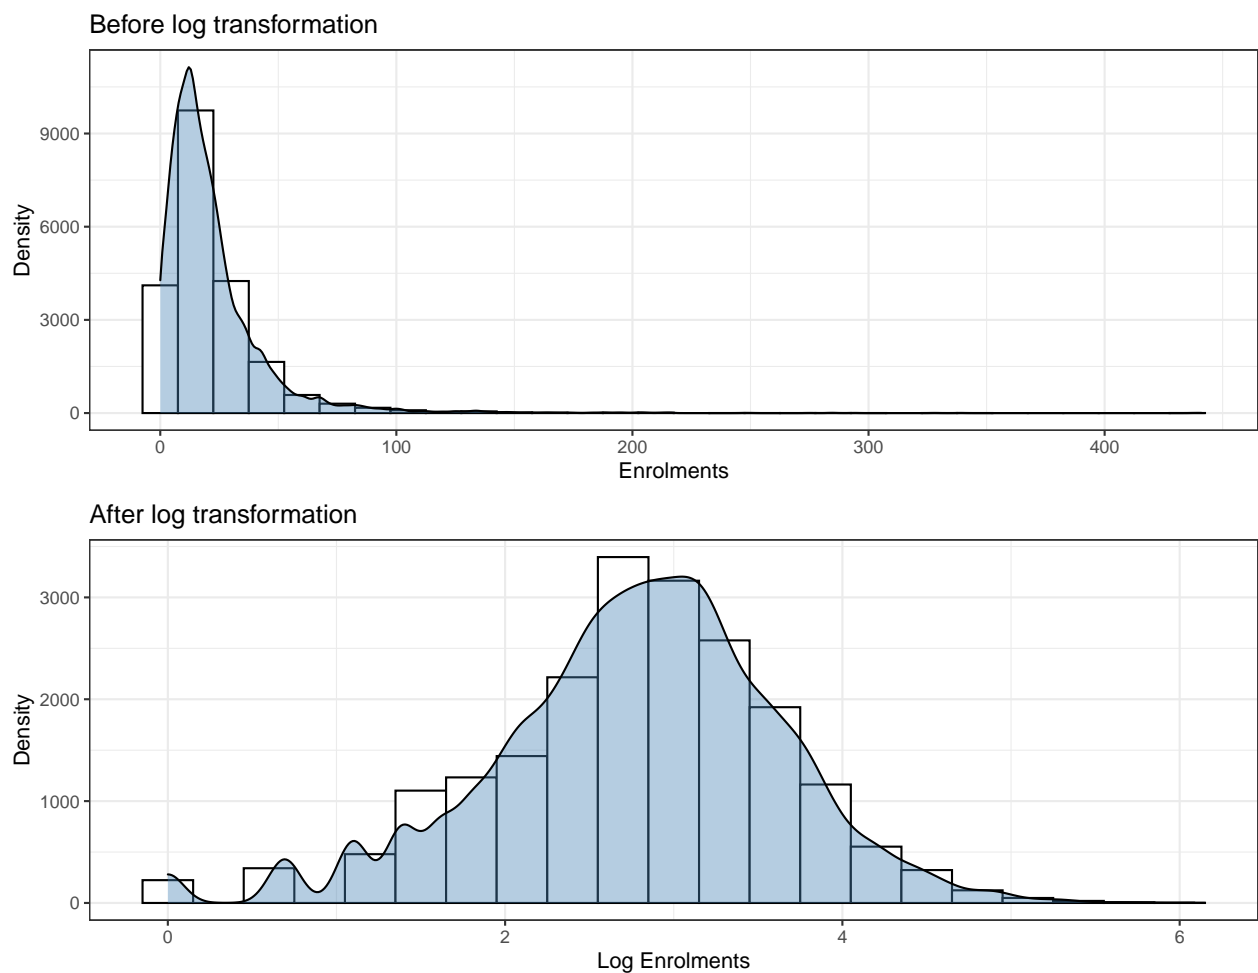 Before log transformation
Density
9000
6000
3000
0
0 100 200 300 400
Enrolments
After log transformation
Density
3000
2000
1000
0
0 2 4 6
Log Enrolments